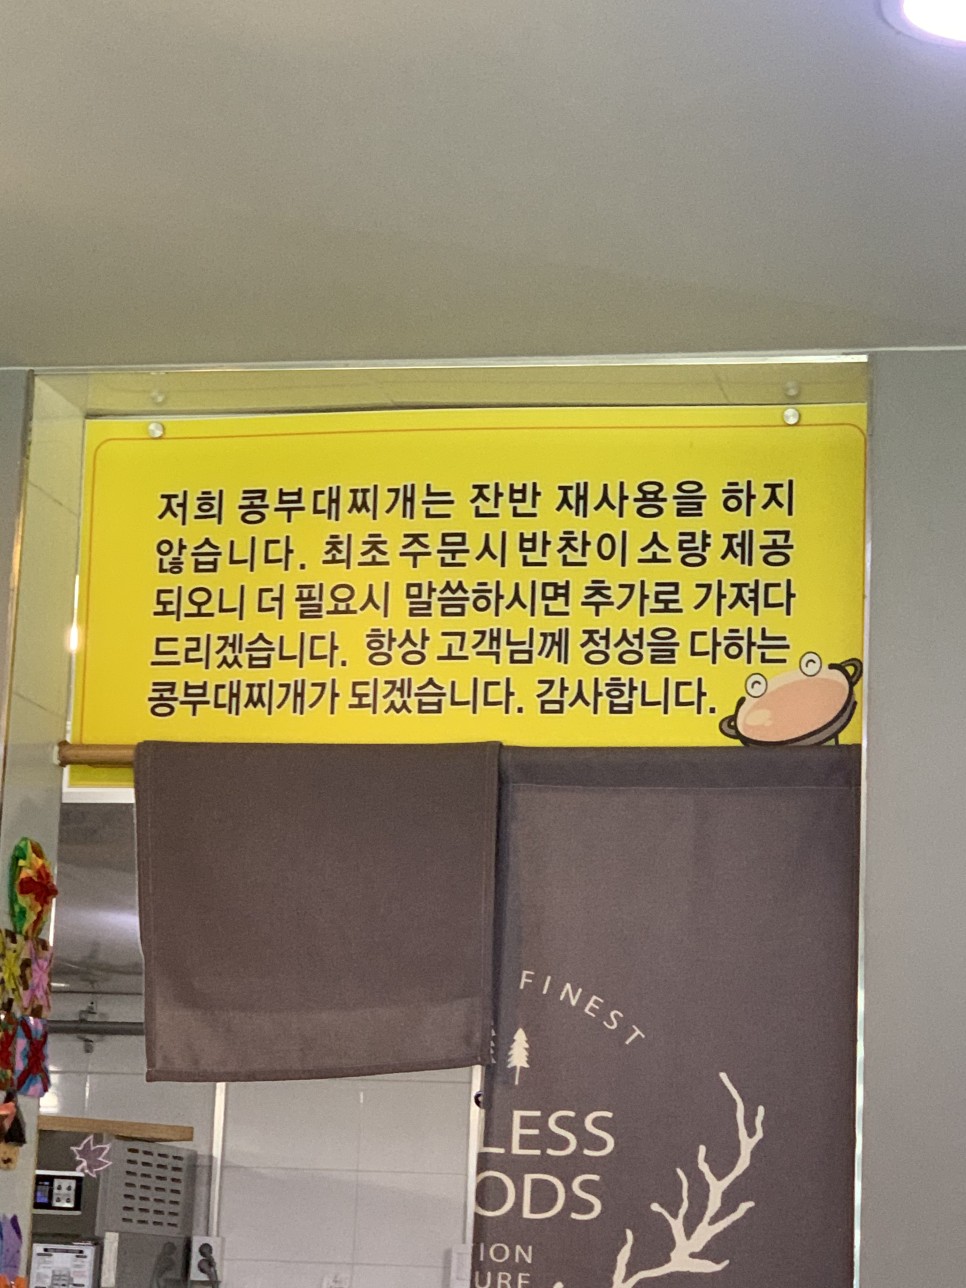 저희 콩부대찌개는 잔반 재사용을 하지
않습니다. 최초 주문시 반찬이 소량 제공
되오니 더 필요시 말씀하시면 추가로 가져다
드리겠습니다. 항상 고객님께 정성을 다하는
콩부대찌개가 되겠습니다. 감사합니다.
FINEST
LESS
ODS
ION
URE